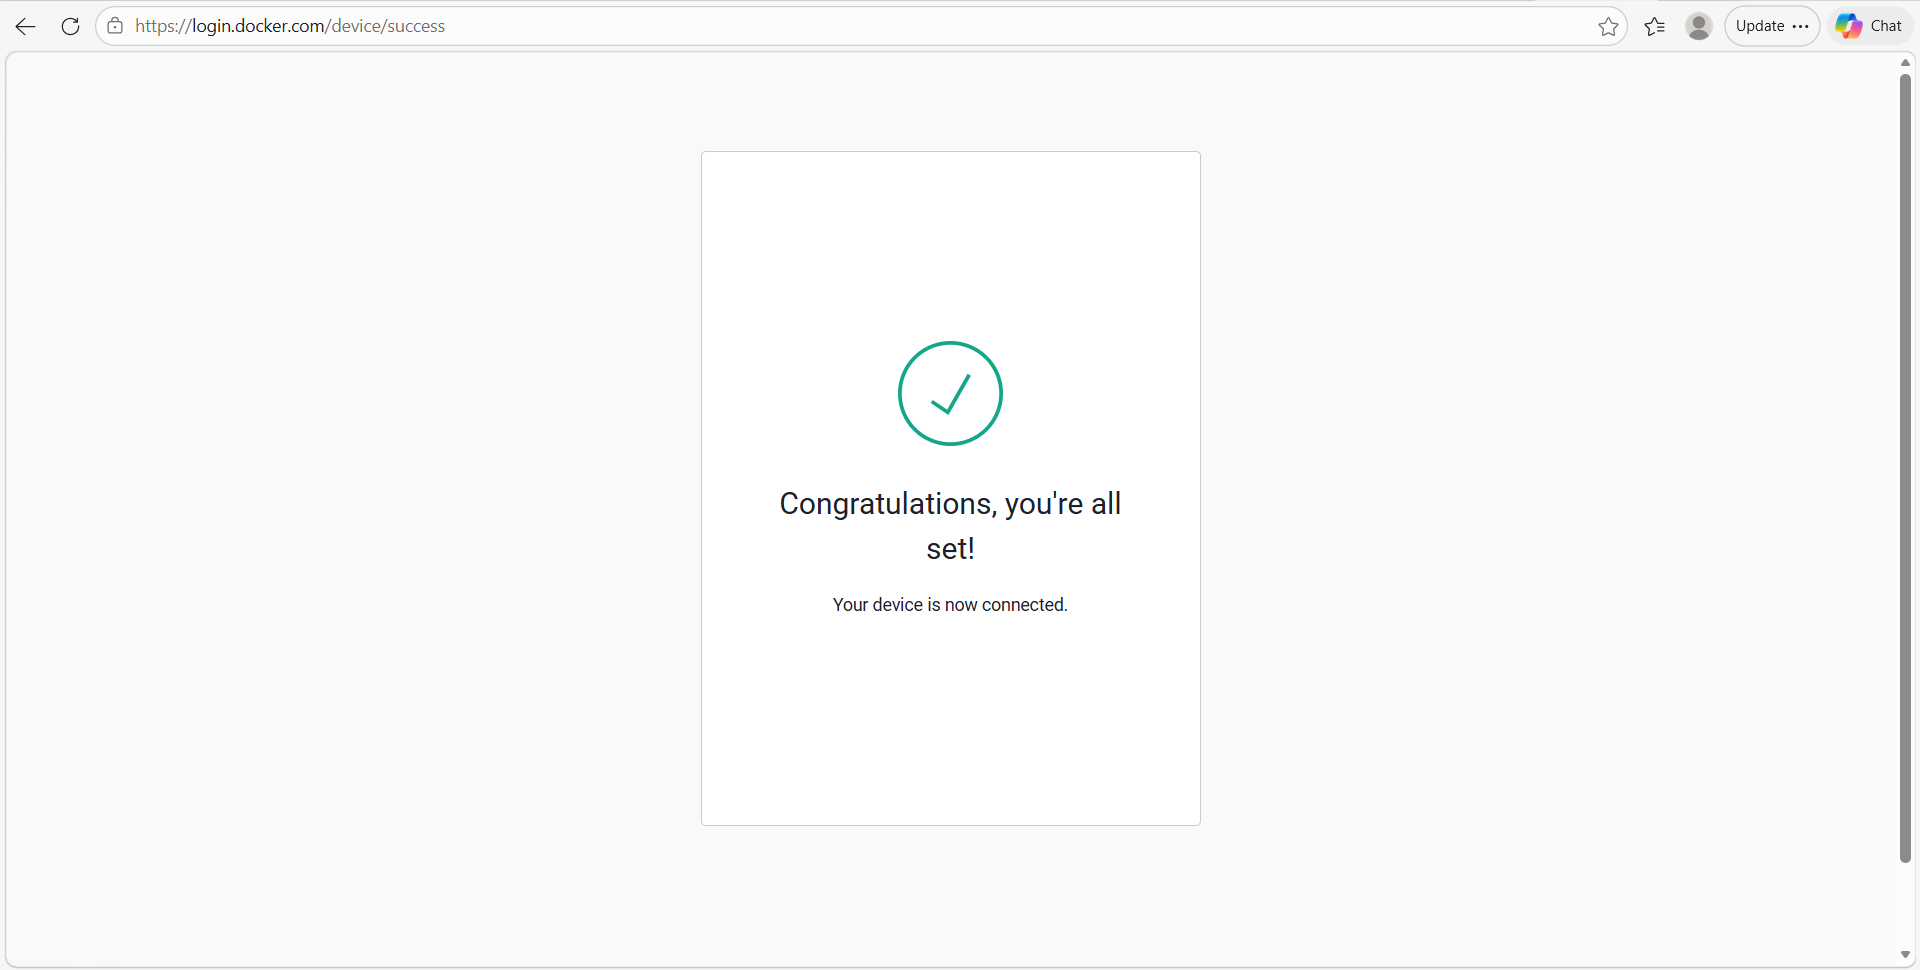 https://login.docker.com/device/success
Update
Chat
Congratulations, you're all
set!
Your device is now connected.